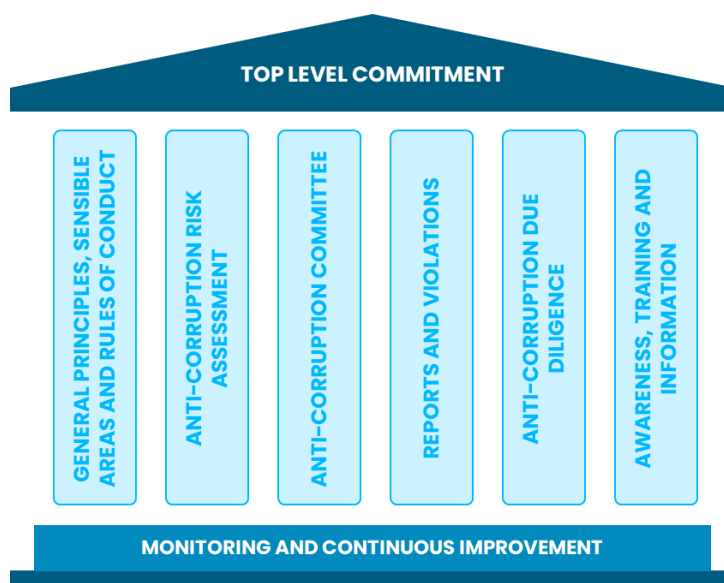 TOP LEVEL COMMITMENT
GENERAL PRINCIPLES, SENSIBLE
AREAS AND RULES OF CONDUCT
ANTI-CORRUPTION RISK
ASSESSMENT
ANTI-CORRUPTION COMMITTEE
REPORTS AND VIOLATIONS
ANTI-CORRUPTION DUE
DILIGENCE
AWARENESS, TRAINING AND
INFORMATION
MONITORING AND CONTINUOUS IMPROVEMENT